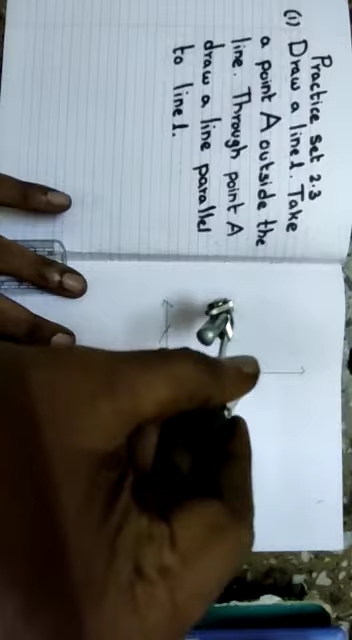 Practice set 2.3
(1) Draw a line l. Take
a point A outside the
line. Through point A
draw a line parallel
to line l.